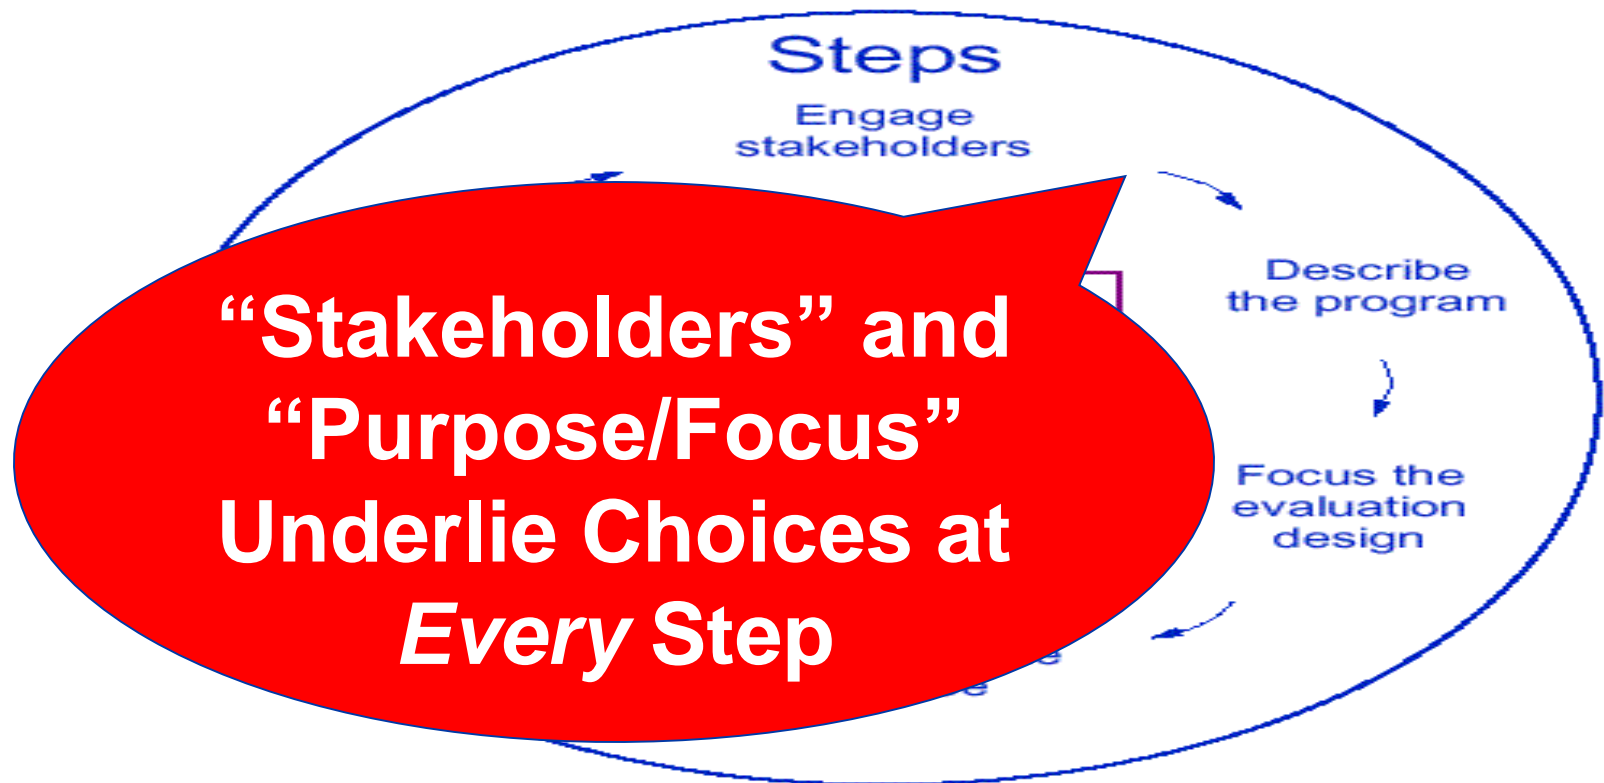 Steps
Engage
stakeholders
Describe
the program
“Stakeholders” and
“Purpose/Focus”
Underlie Choices at
Every Step
Focus the
evaluation
design